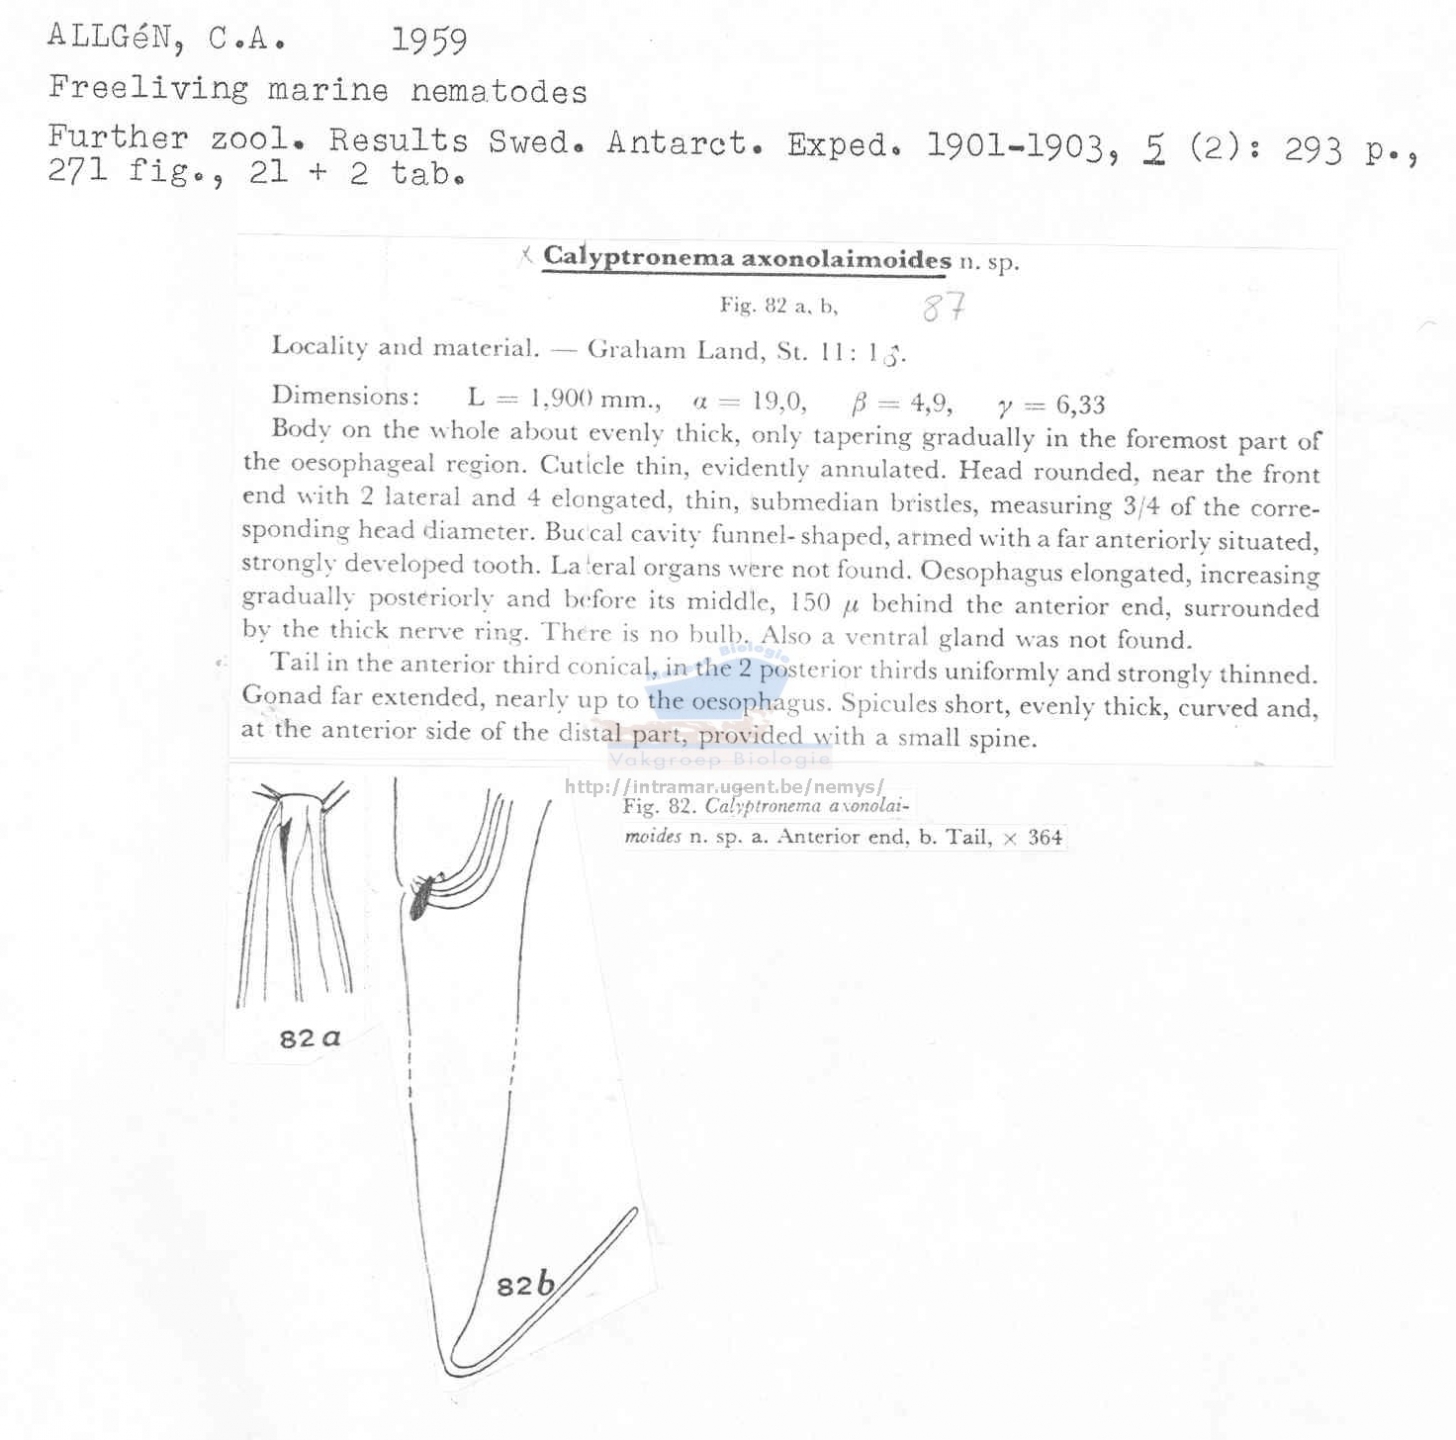 ALLGéN, C.A. 1959
Freeliving marine nematodes
Further zool. Results Swed. Antarct. Exped. 1901-1903, 5 (2): 293 p.,
271 fig., 21 + 2 tab.
Calyptronema axonolaimoides n. sp.
Fig. 82 a, b, 87
Locality and material. — Graham Land, St. 11: 1 ♂.
Dimensions: L = 1,900 mm., α = 19,0, β = 4,9, γ = 6,33
Body on the whole about evenly thick, only tapering gradually in the foremost part of
the oesophageal region. Cuticle thin, evidently annulated. Head rounded, near the front
end with 2 lateral and 4 elongated, thin, submedian bristles, measuring 3/4 of the corre-
sponding head diameter. Buccal cavity funnel-shaped, armed with a far anteriorly situated,
strongly developed tooth. Lateral organs were not found. Oesophagus elongated, increasing
gradually posteriorly and before its middle, 150 μ behind the anterior end, surrounded
by the thick nerve ring. There is no bulb. Also a ventral gland was not found.
Tail in the anterior third conical, in the 2 posterior thirds uniformly and strongly thinned.
Gonad far extended, nearly up to the oesophagus. Spicules short, evenly thick, curved and,
at the anterior side of the distal part, provided with a small spine.
Biologie
Vakgroep Biologie
http://intramar.ugent.be/nemys/
Fig. 82. Calyptronema axonolai-
moides n. sp. a. Anterior end, b. Tail, × 364
82 a
82 b